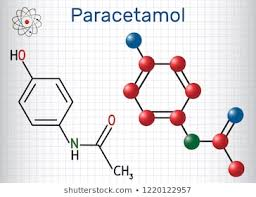 Paracetamol
HO
O
N
H
CH₃
shutterstock.com • 1220122957